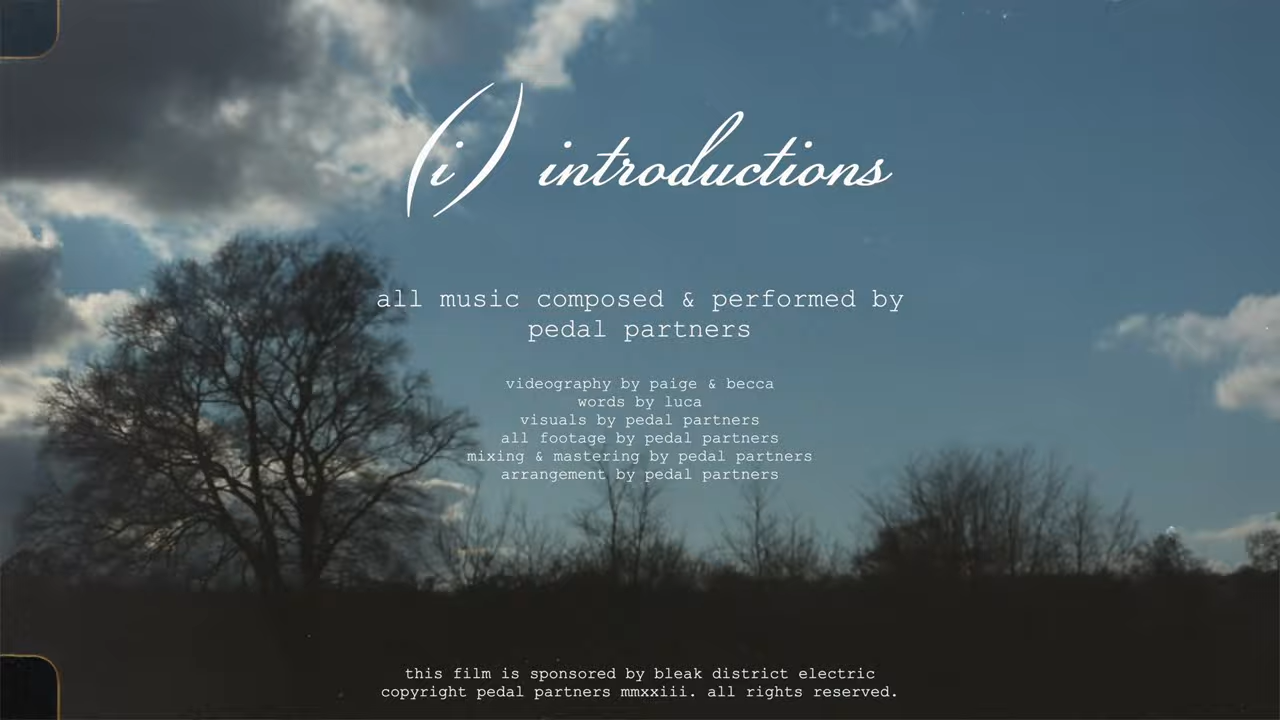 (i) introductions
all music composed & performed by
pedal partners
videography by paige & becca
words by luca
visuals by pedal partners
all footage by pedal partners
mixing & mastering by pedal partners
arrangement by pedal partners
this film is sponsored by bleak district electric
copyright pedal partners mmxxiii. all rights reserved.